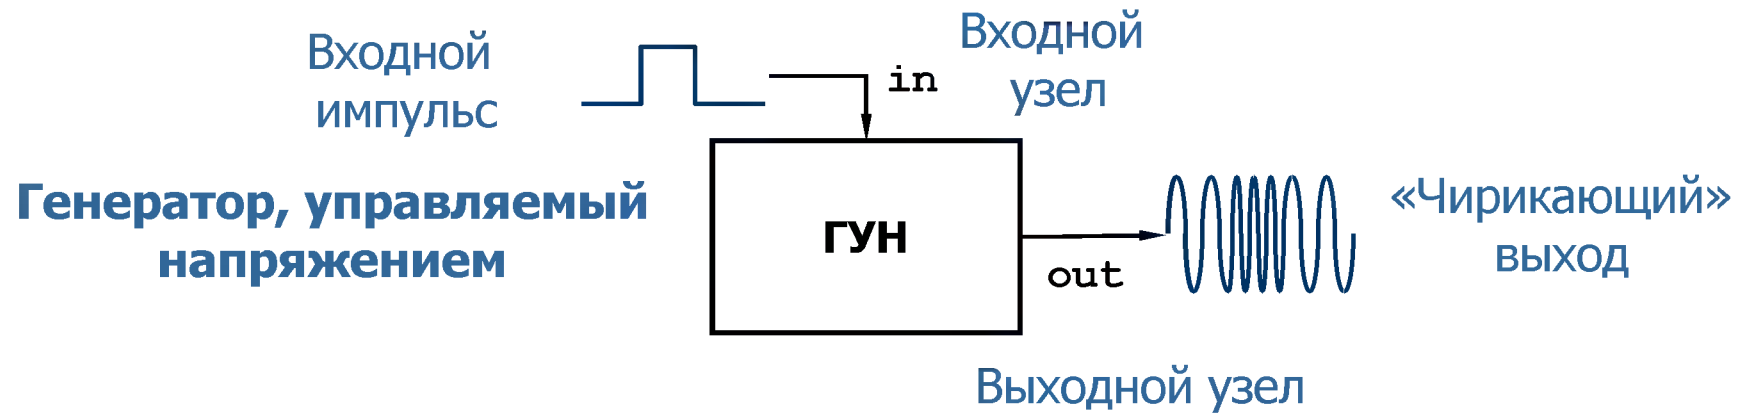 Входной
импульс
in
Входной
узел
Генератор, управляемый
напряжением
ГУН
out
«Чирикающий»
выход
Выходной узел